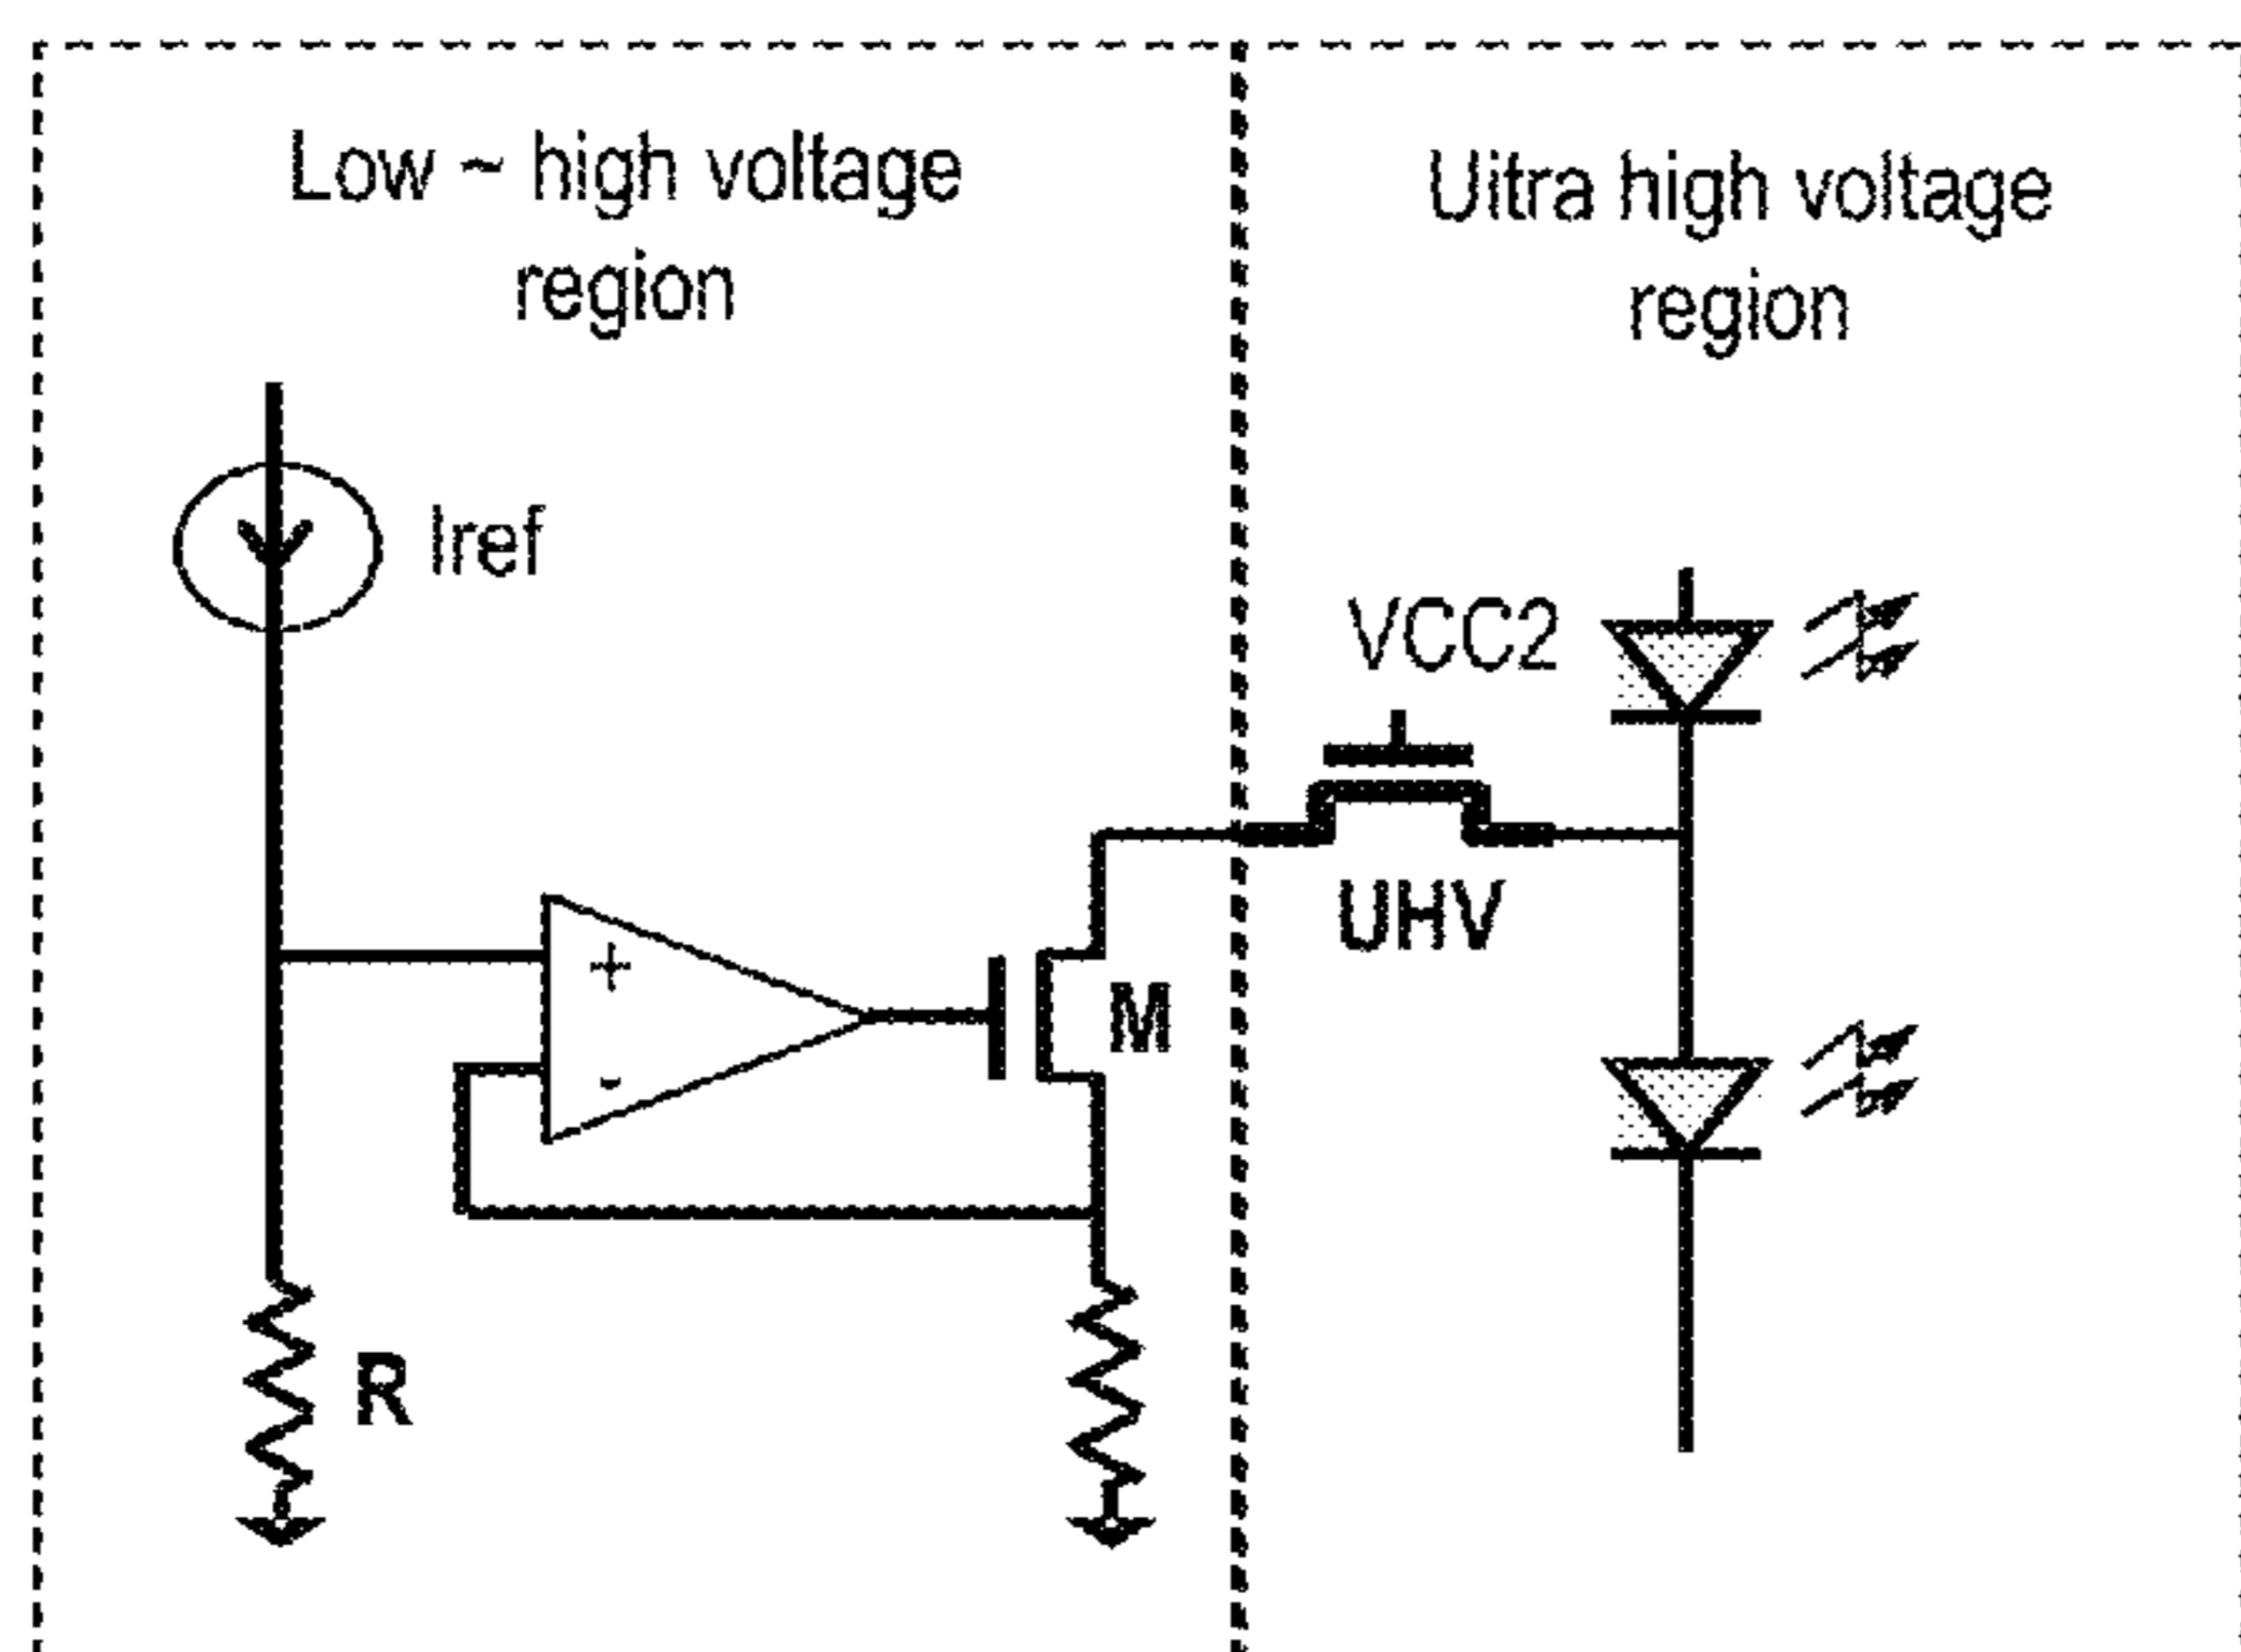 Low ~ high voltage
region
Uitra high voltage
region
Iref
VCC2
UHV
+
M
-
R